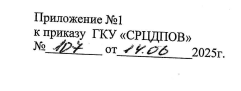 Приложение №1
к приказу ГКУ «СРЦДПОВ»
№ 107 от 14.06 2025г.